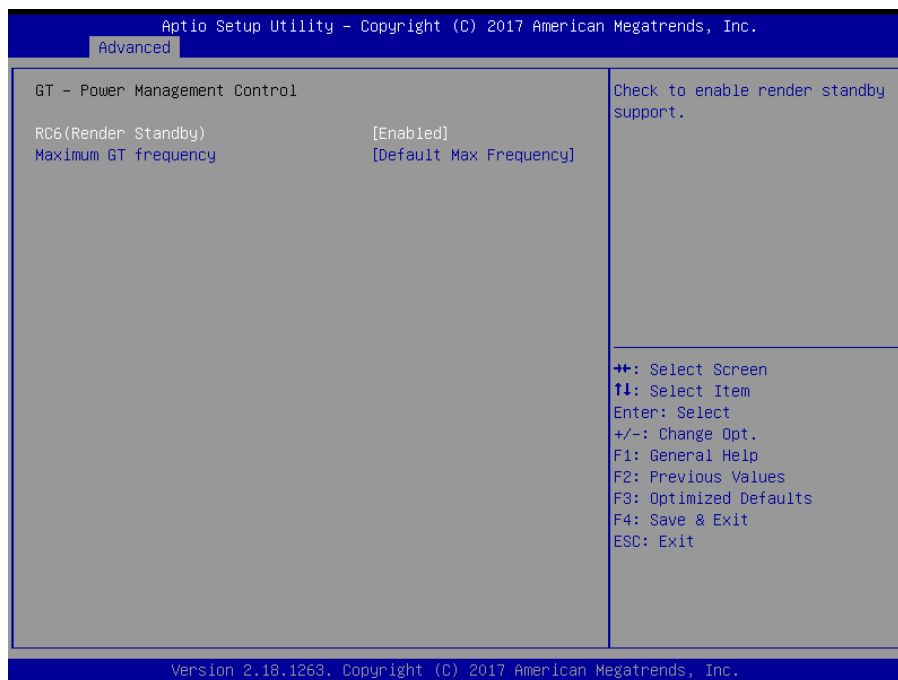 Aptio Setup Utility – Copyright (C) 2017 American Megatrends, Inc.
Advanced
GT – Power Management Control
RC6(Render Standby) [Enabled]
Maximum GT frequency [Default Max Frequency]
Check to enable render standby
support.
→←: Select Screen
↑↓: Select Item
Enter: Select
+/-: Change Opt.
F1: General Help
F2: Previous Values
F3: Optimized Defaults
F4: Save & Exit
ESC: Exit
Version 2.18.1263. Copyright (C) 2017 American Megatrends, Inc.